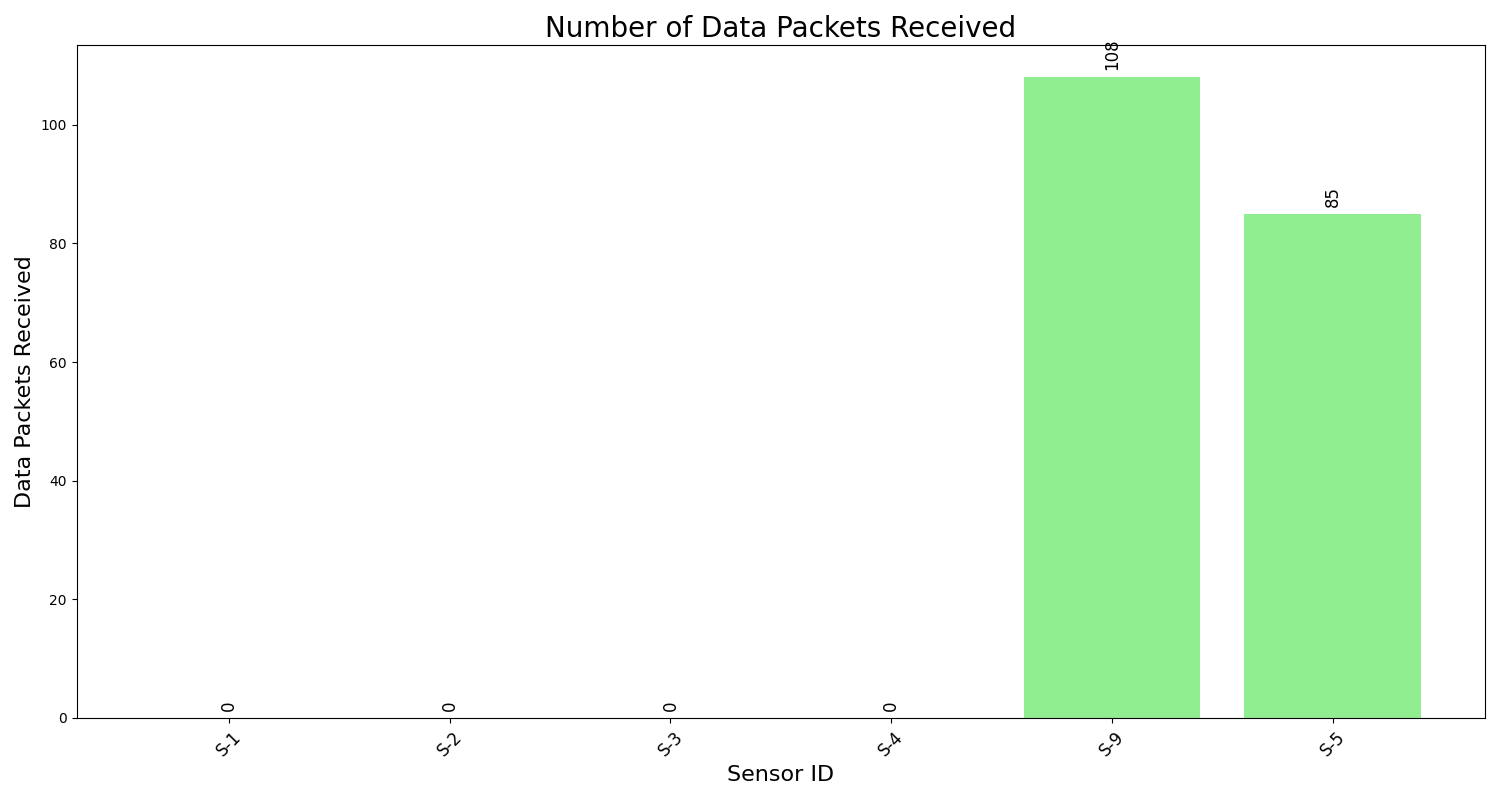 Number of Data Packets Received
Data Packets Received
100
80
60
40
20
0
0
0
0
0
108
85
S-1
S-2
S-3
S-4
S-9
S-5
Sensor ID